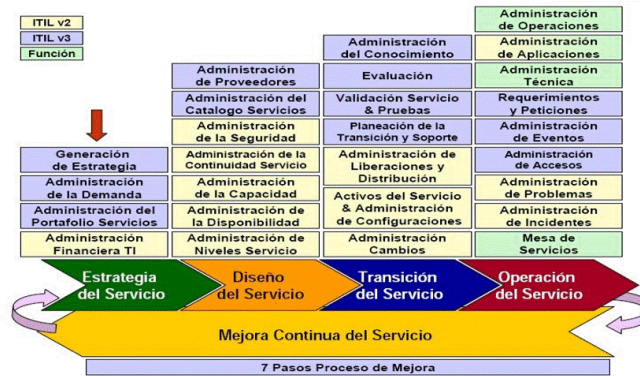 ITIL v2
ITIL v3
Función
Generación
de Estrategia
Administración
de la Demanda
Administración del
Portafolio Servicios
Administración
Financiera TI
Administración
de Proveedores
Administración del
Catalogo Servicios
Administración
de la Seguridad
Administración de la
Continuidad Servicio
Administración
de la Capacidad
Administración de
la Disponibilidad
Administración de
Niveles Servicio
Administración
del Conocimiento
Evaluación
Validación Servicio
& Pruebas
Planeación de la
Transición y Soporte
Administración de
Liberaciones y
Distribución
Activos del Servicio
& Administración
de Configuraciones
Administración
Cambios
Administración
de Operaciones
Administración
de Aplicaciones
Administración
Técnica
Requerimientos
y Peticiones
Administración
de Eventos
Administración
de Accesos
Administración
de Problemas
Administración
de Incidentes
Mesa de
Servicios
Estrategia
del Servicio
Diseño
del Servicio
Transición
del Servicio
Operación
del Servicio
Mejora Continua del Servicio
7 Pasos Proceso de Mejora